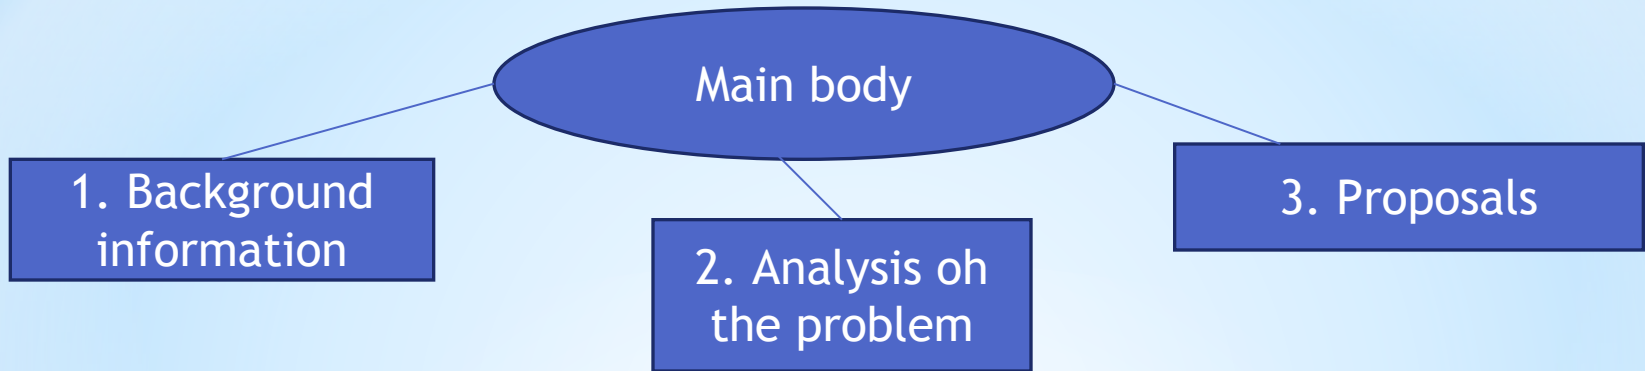 Main body
1. Background
information
2. Analysis oh
the problem
3. Proposals